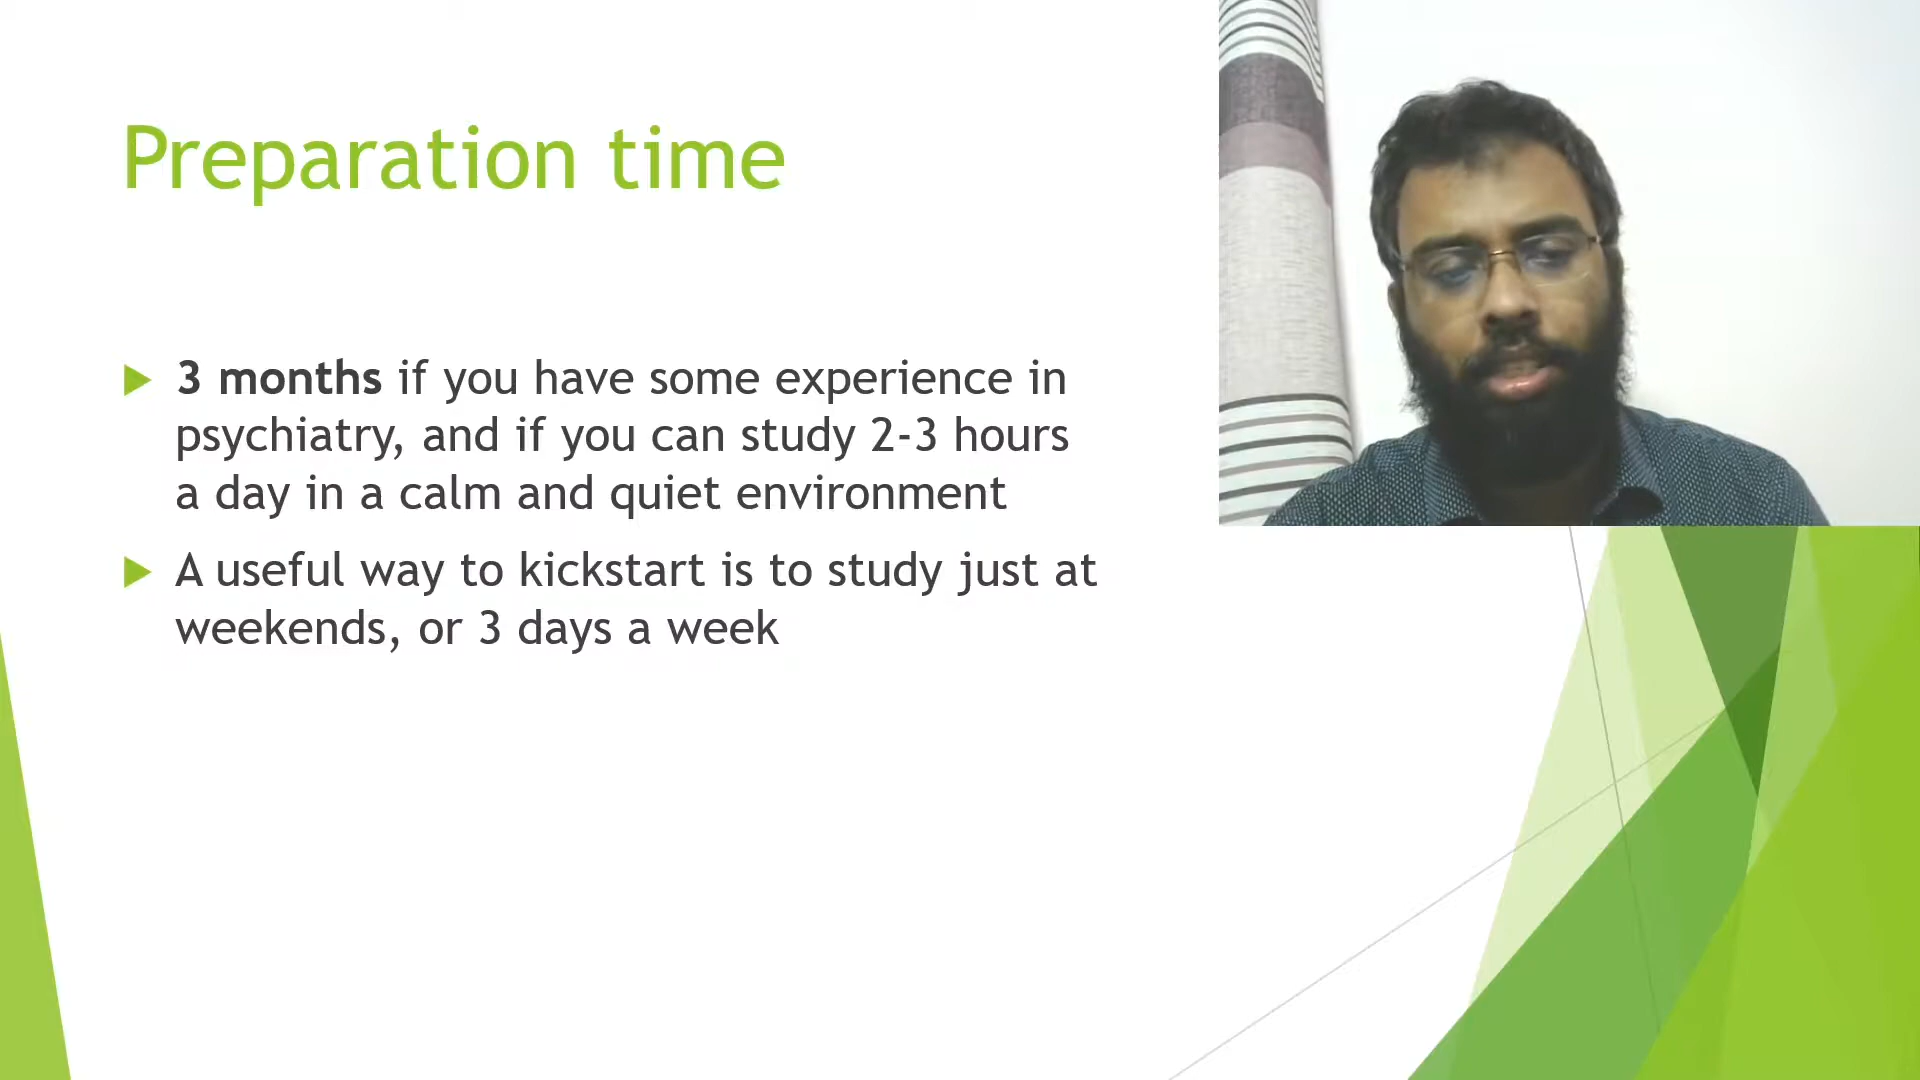 Preparation time
3 months if you have some experience in
psychiatry, and if you can study 2-3 hours
a day in a calm and quiet environment
A useful way to kickstart is to study just at
weekends, or 3 days a week